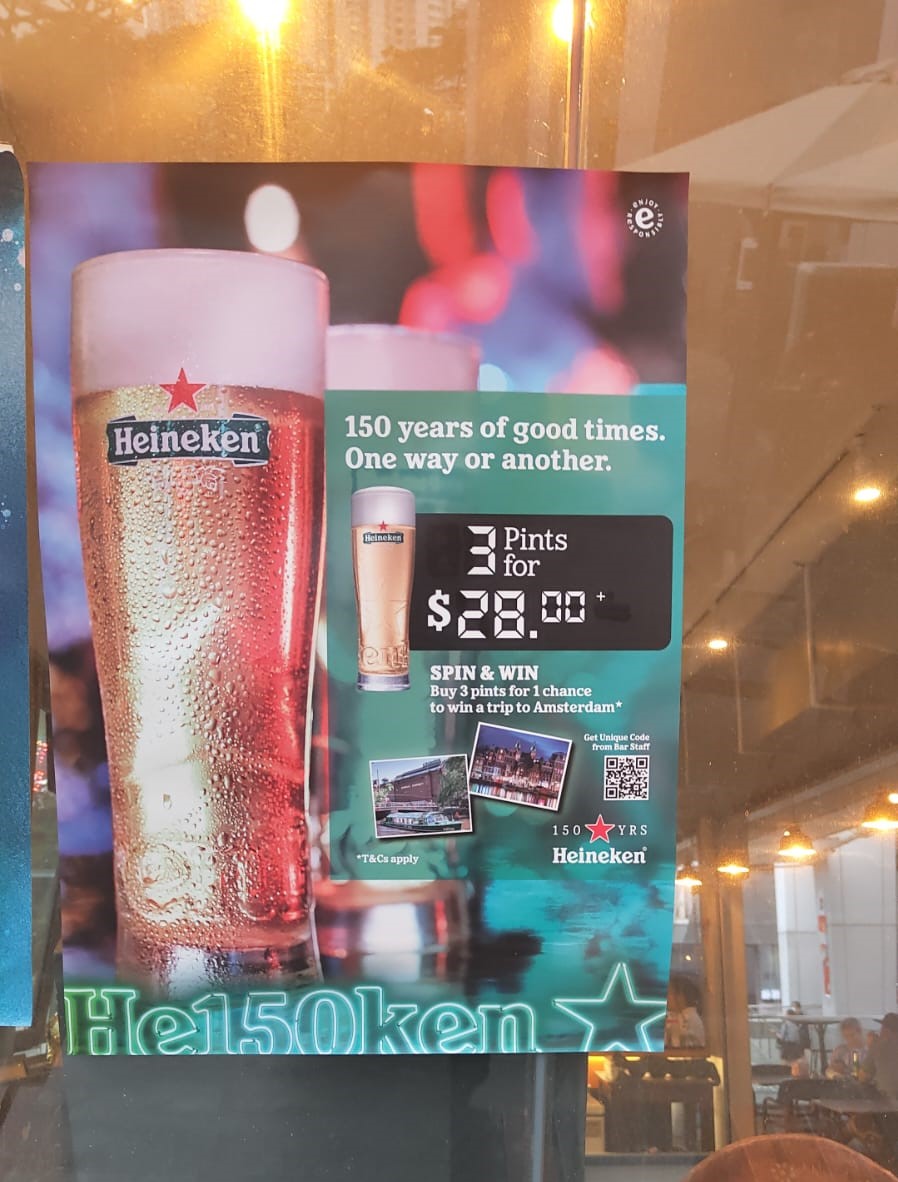 ENJOY RESPONSIBLY
e
Heineken
150 years of good times.
One way or another.
Heineken
3 Pints
for
$28.00+
SPIN & WIN
Buy 3 pints for 1 chance
to win a trip to Amsterdam*
Get Unique Code
from Bar Staff
150 YRS
Heineken
*T&Cs apply
He150ken